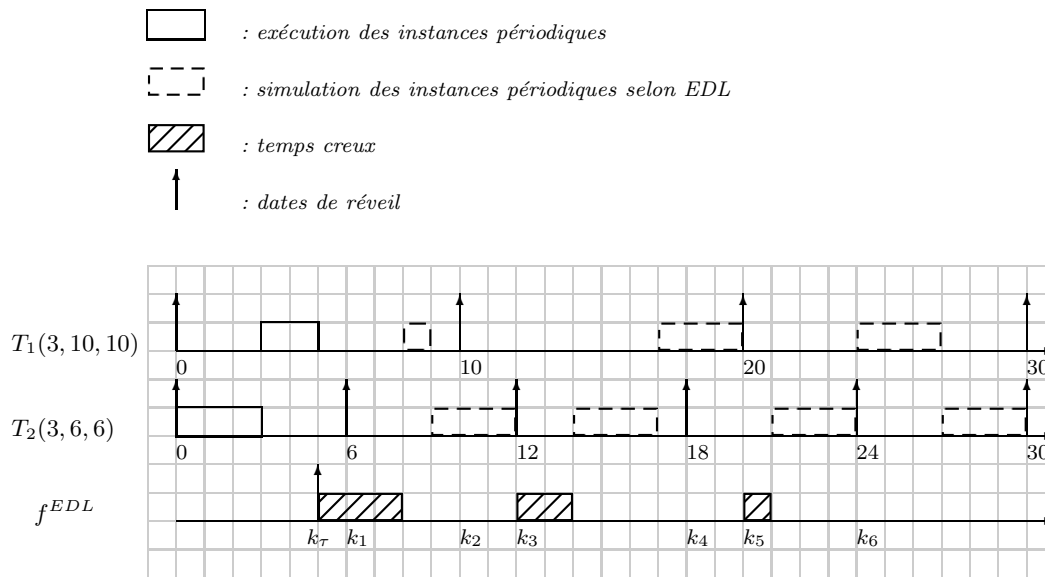 : exécution des instances périodiques
: simulation des instances périodiques selon EDL
: temps creux
: dates de réveil
T₁(3, 10, 10)
0 10 20 30
T₂(3, 6, 6)
0 6 12 18 24 30
f^{EDL}
k_τ k₁ k₂ k₃ k₄ k₅ k₆